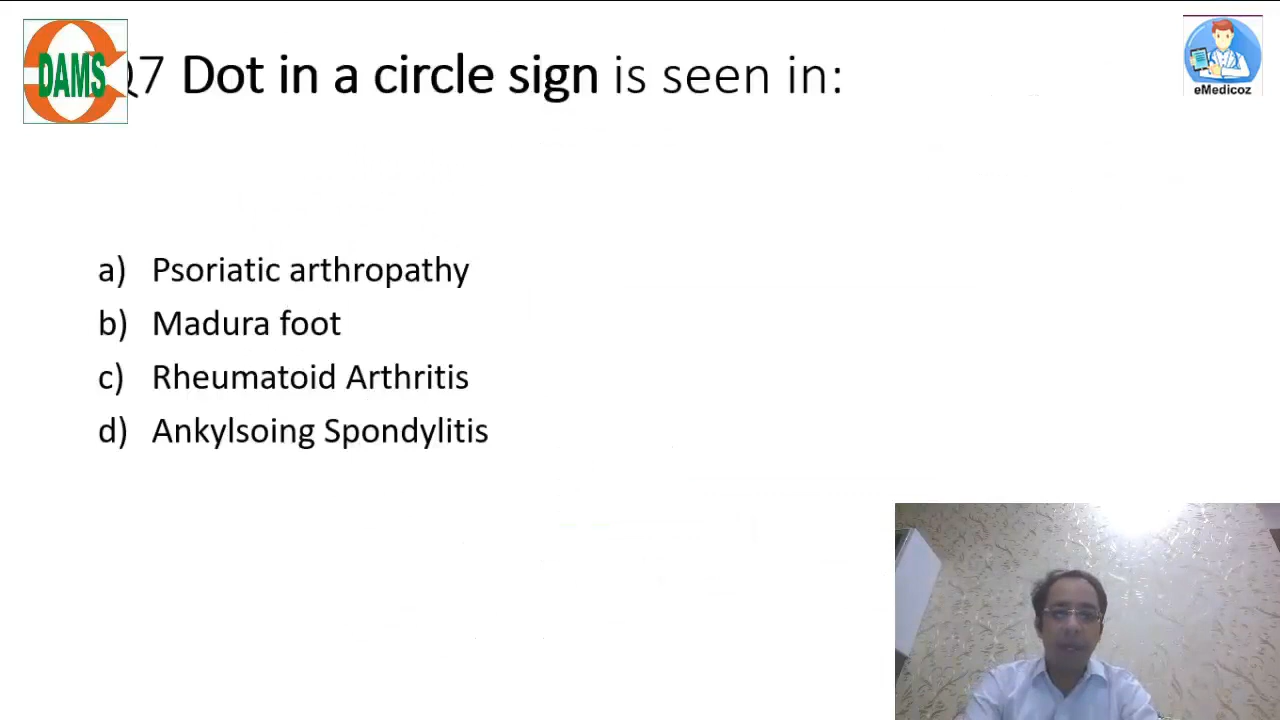 DAMS
Q7 Dot in a circle sign is seen in:
eMedicoz
a) Psoriatic arthropathy
b) Madura foot
c) Rheumatoid Arthritis
d) Ankylsoing Spondylitis